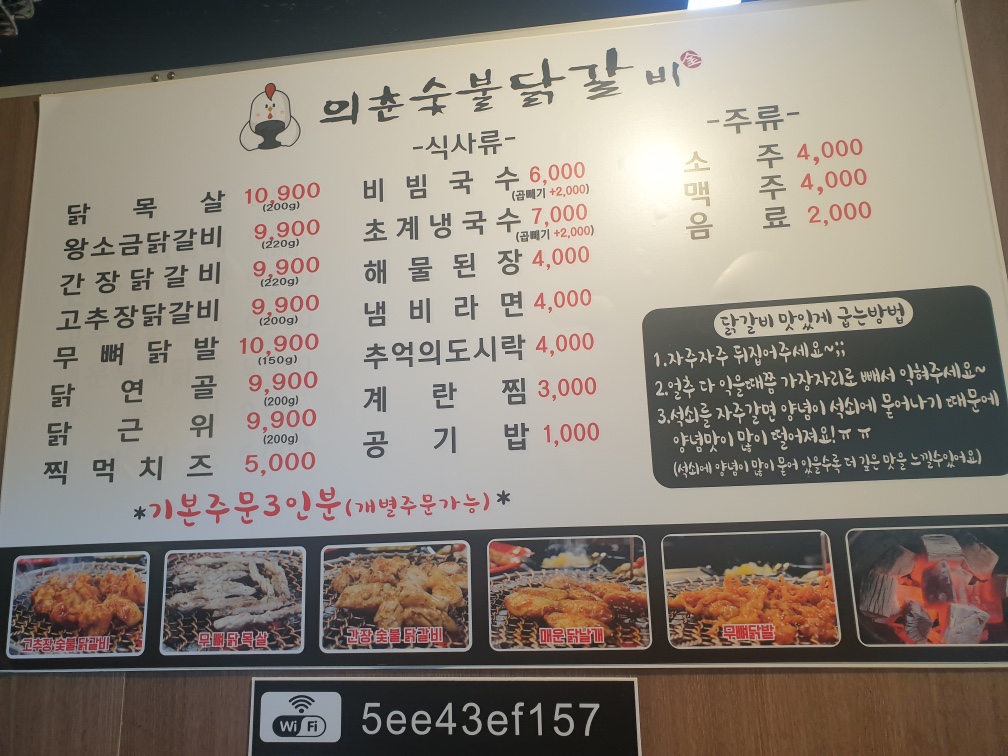 의춘숯불닭갈비
닭목살 10,900
(200g)
왕소금닭갈비 9,900
(220g)
간장닭갈비 9,900
(220g)
고추장닭갈비 9,900
(200g)
무뼈닭발 10,900
(150g)
닭연골 9,900
(200g)
닭근위 9,900
(200g)
찍먹치즈 5,000
*기본주문3인분(개별주문가능)*
-식사류-
비빔국수 6,000
(곱빼기 +2,000)
초계냉국수 7,000
(곱빼기 +2,000)
해물된장 4,000
냄비라면 4,000
추억의도시락 4,000
계란찜 3,000
공기밥 1,000
-주류-
소주 4,000
맥주 4,000
음료 2,000
닭갈비 맛있게 굽는방법
1.자주자주 뒤집어주세요~;;
2.얼추 다 익을때쯤 가장자리로 빼서 익혀주세요~
3.석쇠를 자주갈면 양념이 석쇠에 묻어나기 때문에
양념맛이 많이 떨어져요!ㅠㅠ
(석쇠에 양념이 많이 묻어 있을수록 더 깊은 맛을 느낄수있어요)
고추장 숯불 닭갈비
무뼈 닭 목살
간장 숯불 닭갈비
매운 닭날개
무뼈닭발
WiFi 5ee43ef157